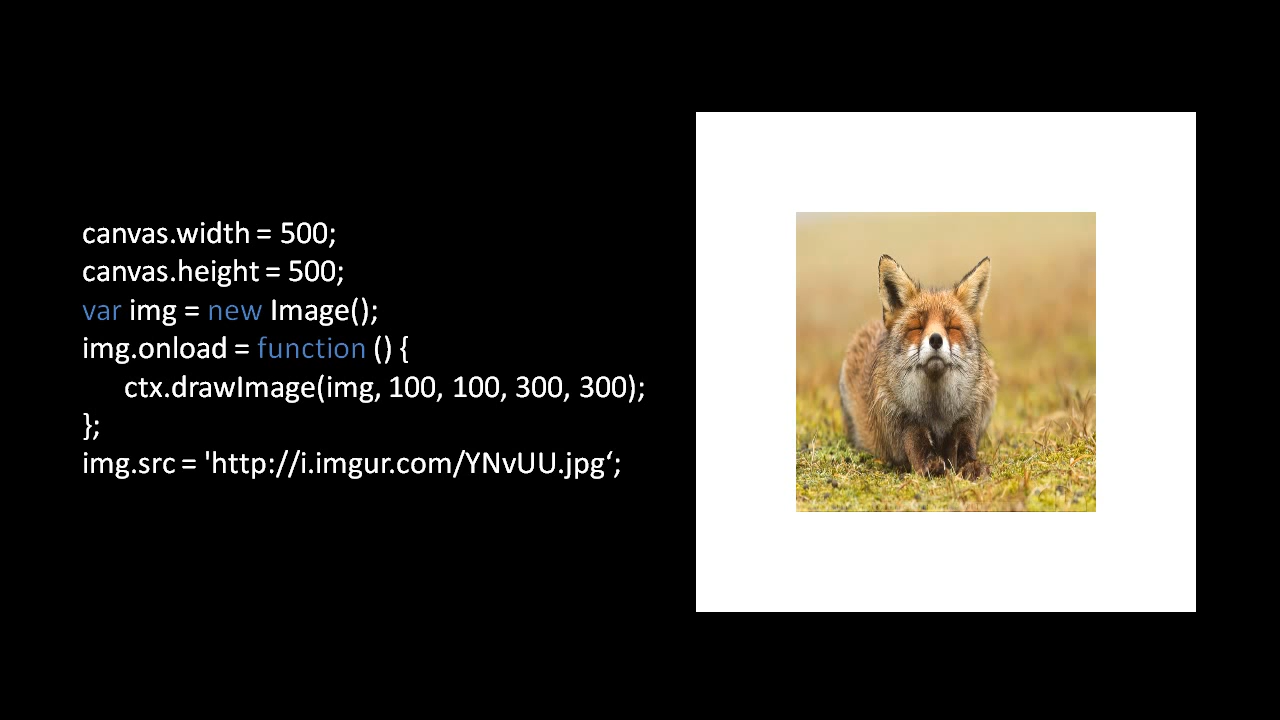 canvas.width = 500;
canvas.height = 500;
var img = new Image();
img.onload = function () {
ctx.drawImage(img, 100, 100, 300, 300);
};
img.src = 'http://i.imgur.com/YNvUU.jpg‘;